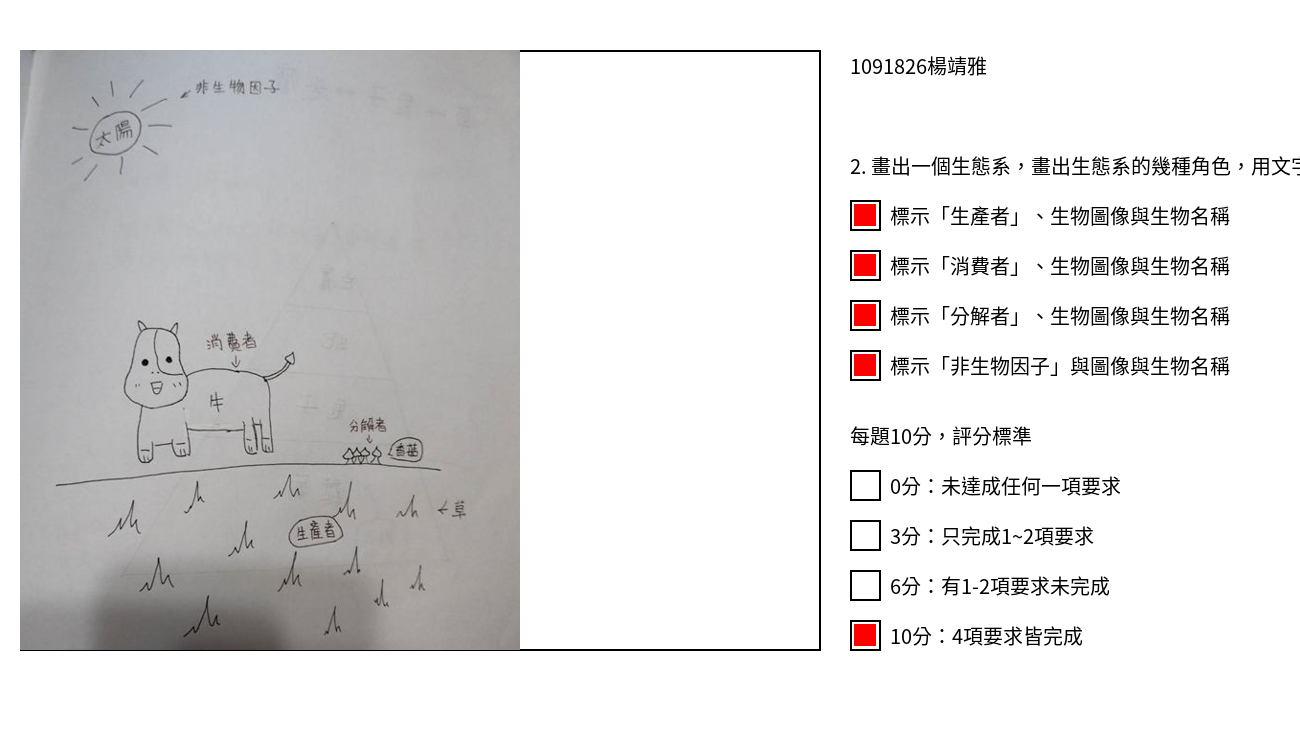 非生物因子
太陽
消費者
牛
分解者
香菇
草
生產者
1091826楊靖雅
2. 畫出一個生態系，畫出生態系的幾種角色，用文字
標示「生產者」、生物圖像與生物名稱
標示「消費者」、生物圖像與生物名稱
標示「分解者」、生物圖像與生物名稱
標示「非生物因子」與圖像與生物名稱
每題10分，評分標準
0分：未達成任何一項要求
3分：只完成1~2項要求
6分：有1-2項要求未完成
10分：4項要求皆完成